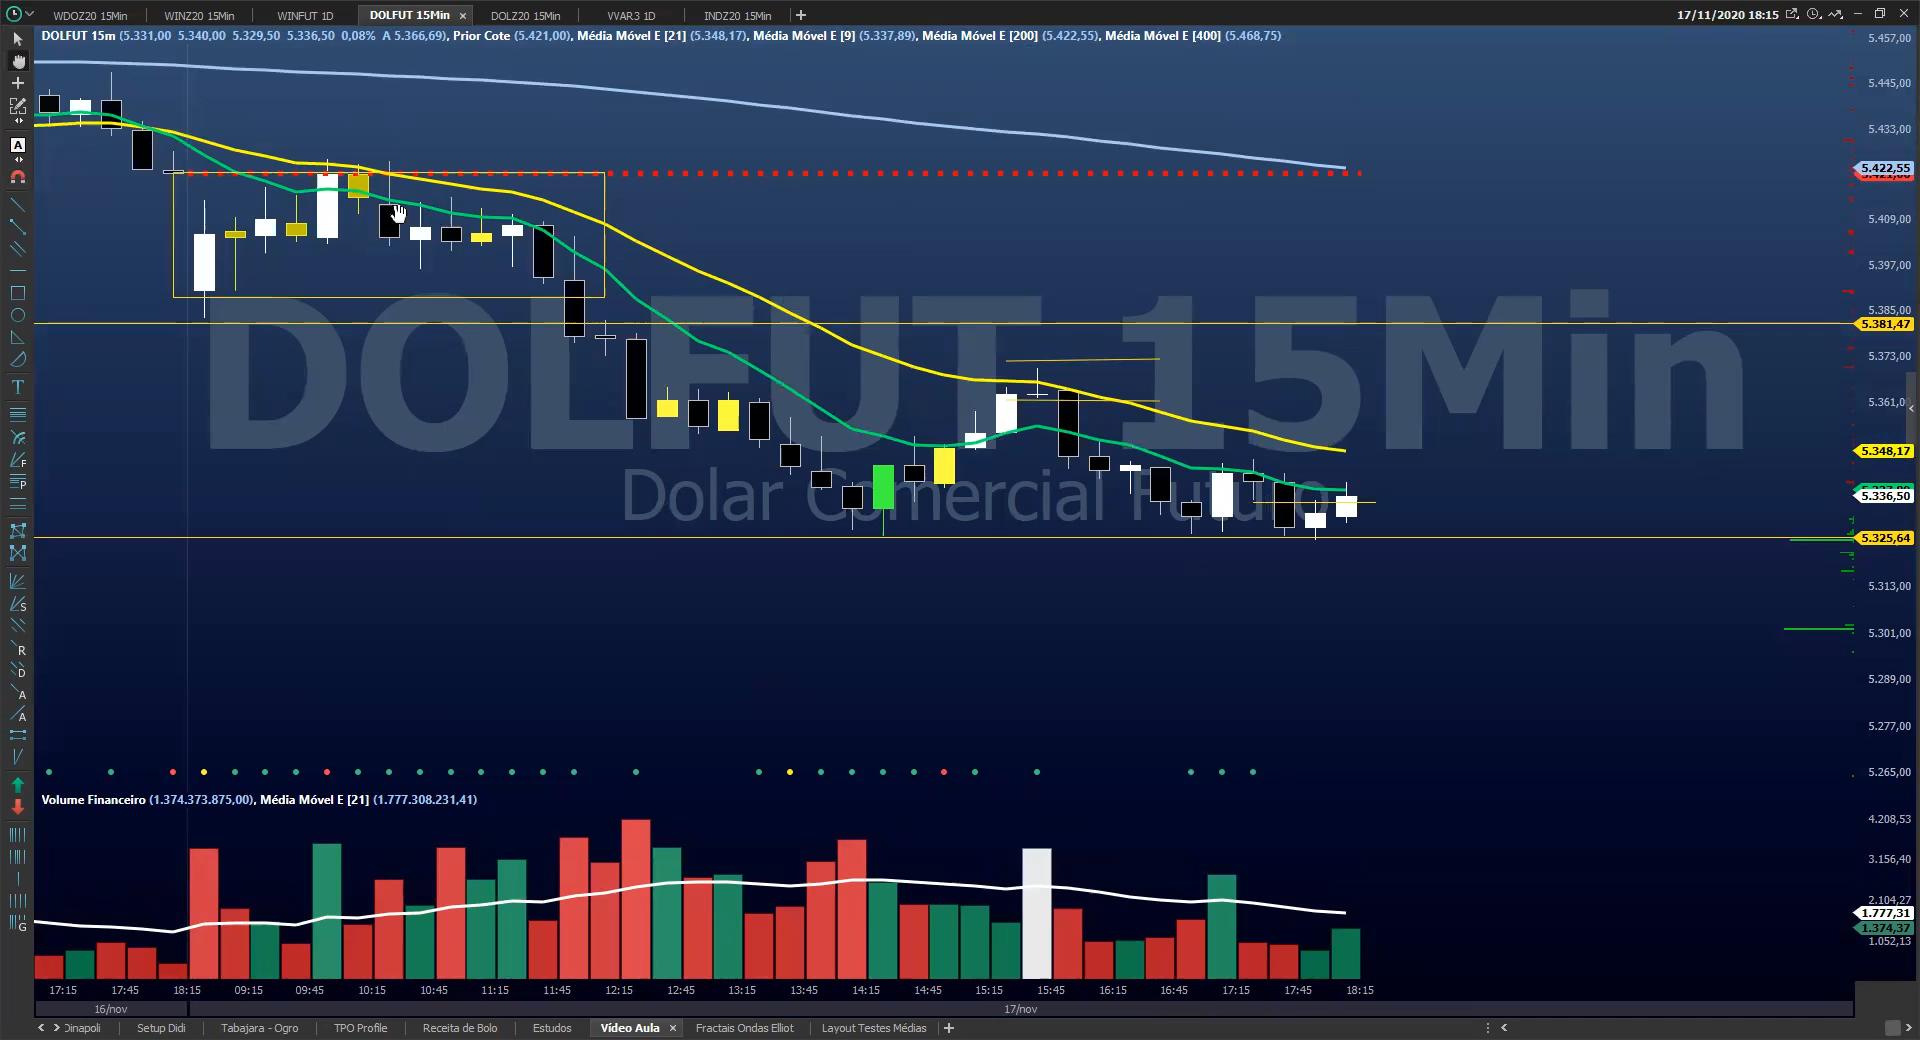 WDOZ20 15Min WINZ20 15Min WINFUT 1D DOLFUT 15Min × DOLZ20 15Min VVAR3 1D INDZ20 15Min + 17/11/2020 18:15
DOLFUT 15m (5.331,00 5.340,00 5.329,50 5.336,50 0,08% A 5.366,69), Prior Cote (5.421,00), Média Móvel E [21] (5.348,17), Média Móvel E [9] (5.337,89), Média Móvel E [200] (5.422,55), Média Móvel E [400] (5.468,75)
5.457,00
5.445,00
5.433,00
5.422,55
5.409,00
5.397,00
5.385,00
5.381,47
5.373,00
5.361,00
5.348,17
5.336,50
5.325,64
5.313,00
5.301,00
5.289,00
5.277,00
5.265,00
DOLFUT 15Min
Dolar Comercial Futuro
A
T
F
P
S
R
D
A
A
G
Volume Financeiro (1.374.373.875,00), Média Móvel E [21] (1.777.308.231,41)
4.208,53
3.156,40
2.104,27
1.777,31
1.374,37
1.052,13
17:15 17:45 18:15 09:15 09:45 10:15 10:45 11:15 11:45 12:15 12:45 13:15 13:45 14:15 14:45 15:15 15:45 16:15 16:45 17:15 17:45 18:15
16/nov 17/nov
Dinapoli Setup Didi Tabajara - Ogro TPO Profile Receita de Bolo Estudos Vídeo Aula × Fractais Ondas Elliot Layout Testes Médias +